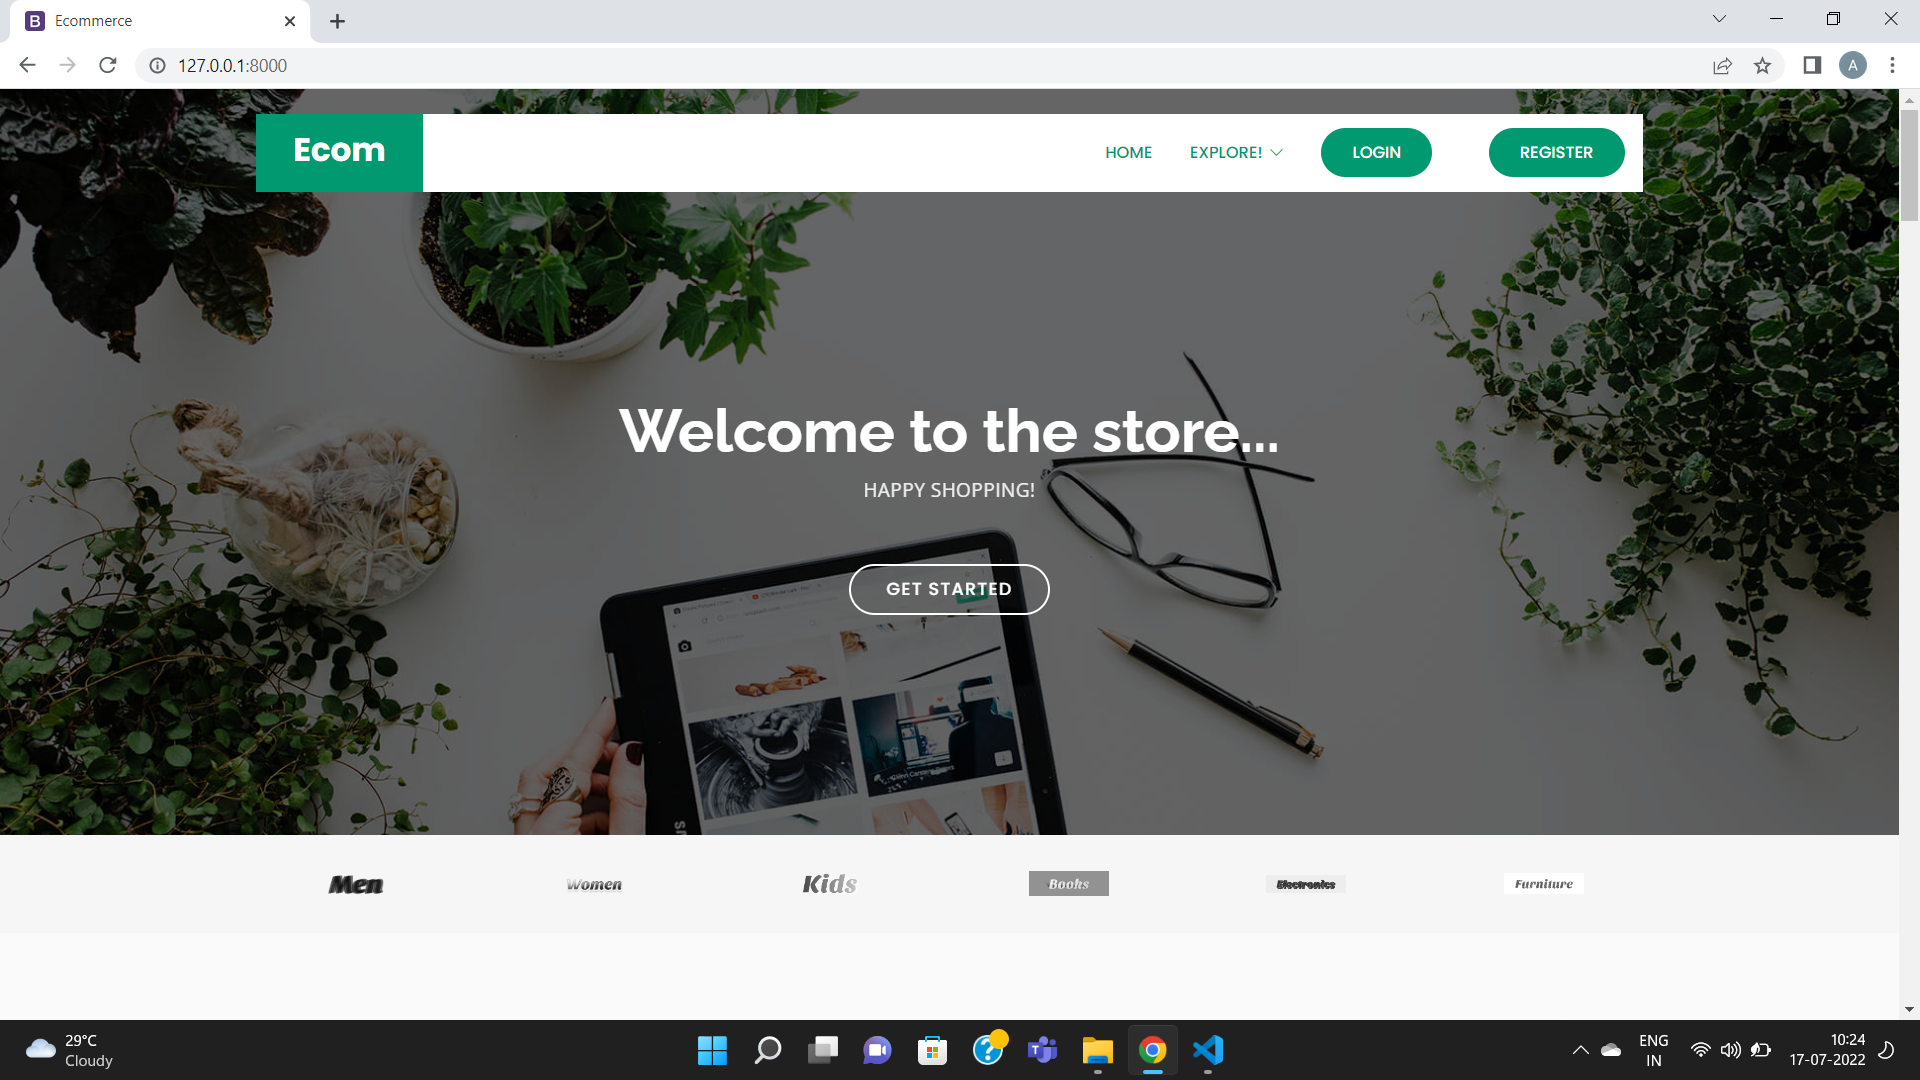 Ecommerce
127.0.0.1:8000
A
Ecom
HOME
EXPLORE!
LOGIN
REGISTER
Welcome to the store...
HAPPY SHOPPING!
GET STARTED
Men
Women
Kids
Books
Electronics
Furniture
29°C
Cloudy
ENG
IN
10:24
17-07-2022